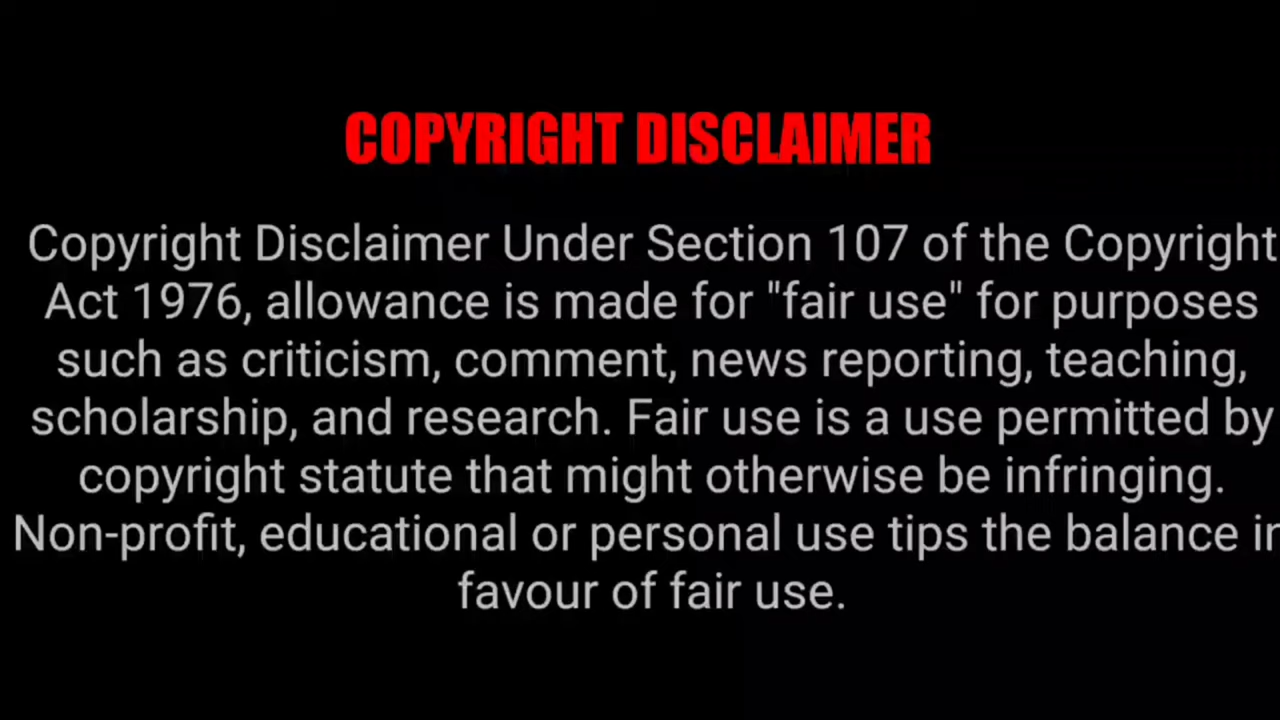 COPYRIGHT DISCLAIMER
Copyright Disclaimer Under Section 107 of the Copyright
Act 1976, allowance is made for "fair use" for purposes
such as criticism, comment, news reporting, teaching,
scholarship, and research. Fair use is a use permitted by
copyright statute that might otherwise be infringing.
Non-profit, educational or personal use tips the balance in
favour of fair use.